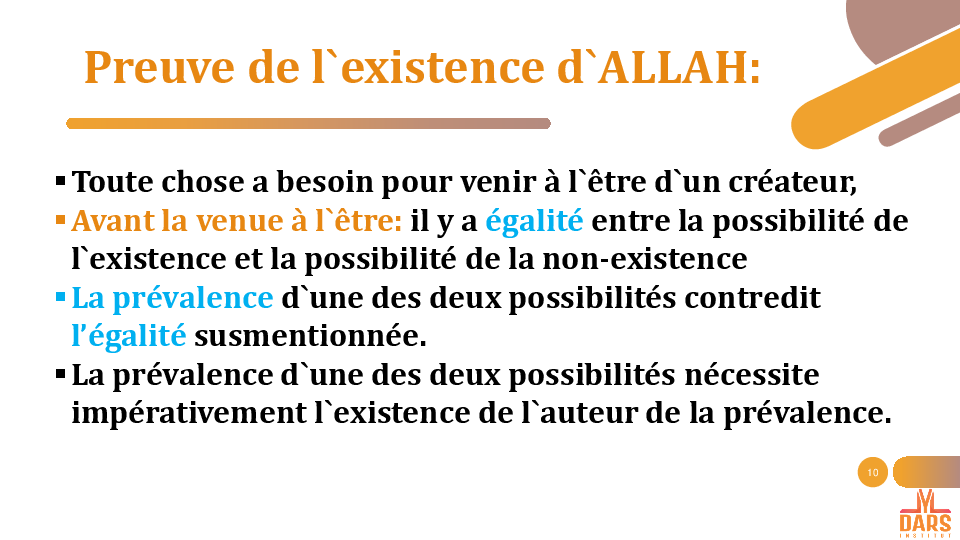 Preuve de l`existence d`ALLAH:
▪Toute chose a besoin pour venir à l`être d`un créateur,
▪Avant la venue à l`être: il y a égalité entre la possibilité de
l`existence et la possibilité de la non-existence
▪La prévalence d`une des deux possibilités contredit
l’égalité susmentionnée.
▪La prévalence d`une des deux possibilités nécessite
impérativement l`existence de l`auteur de la prévalence.
10
DARS
INSTITUT